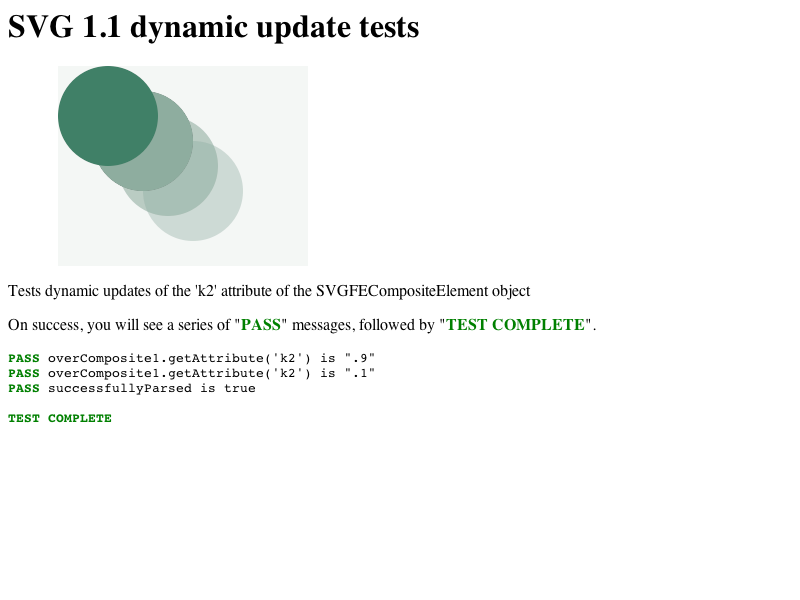 SVG 1.1 dynamic update tests
Tests dynamic updates of the 'k2' attribute of the SVGFECompositeElement object
On success, you will see a series of "PASS" messages, followed by "TEST COMPLETE".
PASS overComposite1.getAttribute('k2') is ".9"
PASS overComposite1.getAttribute('k2') is ".1"
PASS successfullyParsed is true
TEST COMPLETE